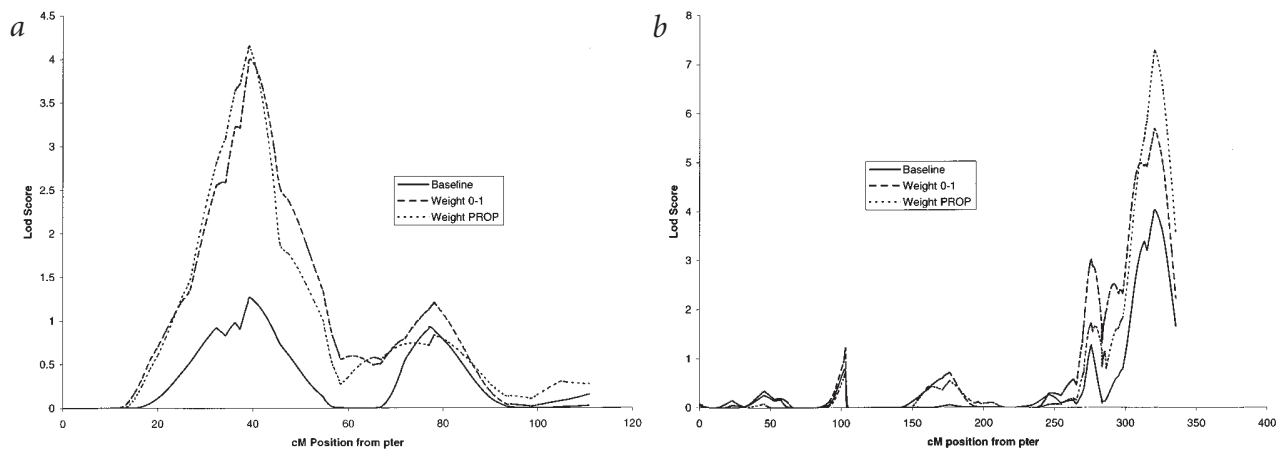 a
4.5
4
3.5
3
2.5
2
1.5
1
0.5
0
Lod Score
0 20 40 60 80 100 120
cM Position from pter
Baseline
Weight 0-1
Weight PROP
b
8
7
6
5
4
3
2
1
0
Lod Score
0 50 100 150 200 250 300 350 400
cM position from pter
Baseline
Weight 0-1
Weight PROP